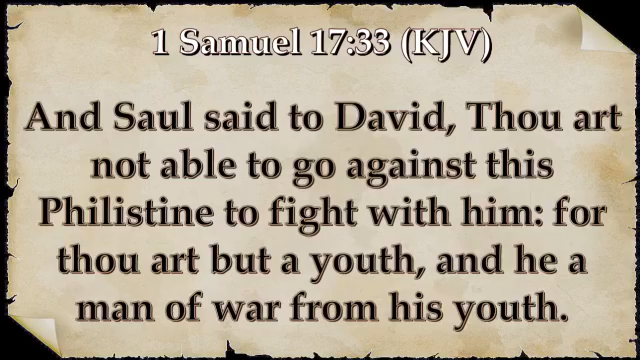 1 Samuel 17:33 (KJV)
And Saul said to David, Thou art
not able to go against this
Philistine to fight with him: for
thou art but a youth, and he a
man of war from his youth.